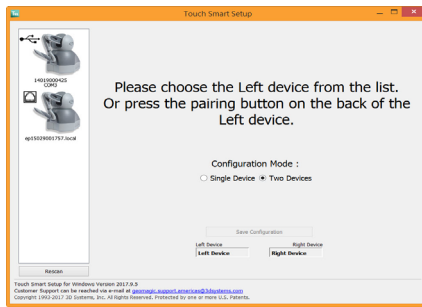 Touch Smart Setup
14019000425
COM3
ep15029001757.local
Please choose the Left device from the list.
Or press the pairing button on the back of the
Left device.
Configuration Mode :
Single Device
Two Devices
Save Configuration
Left Device
Right Device
Left Device
Right Device
Rescan
Touch Smart Setup for Windows Version 2017.9.5
Customer Support can be reached via e-mail at geomagic.support.americas@3dsystems.com
Copyright 1993-2017 3D Systems, Inc. All Rights Reserved. Protected by one or more U.S. Patents.